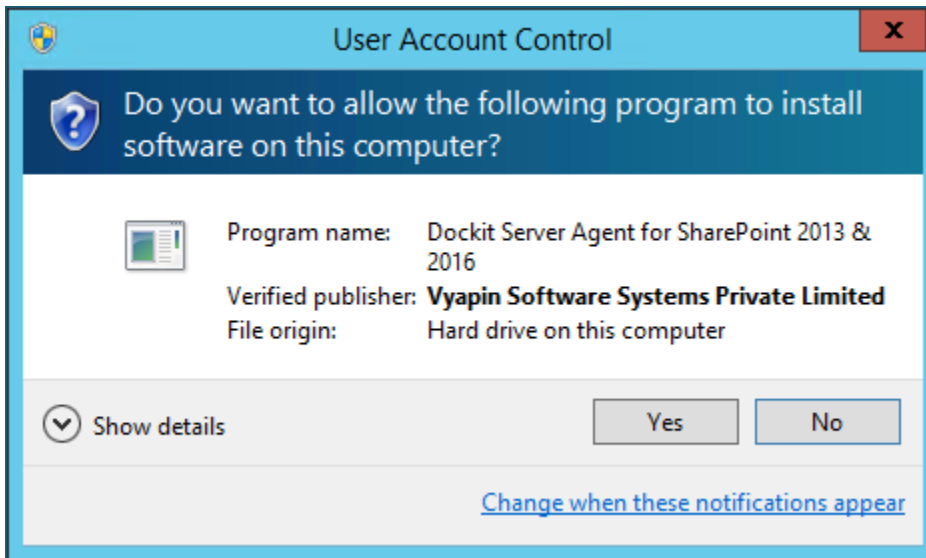 User Account Control
x
Do you want to allow the following program to install
software on this computer?
Program name: Dockit Server Agent for SharePoint 2013 &
2016
Verified publisher: Vyapin Software Systems Private Limited
File origin: Hard drive on this computer
Show details
Yes No
Change when these notifications appear